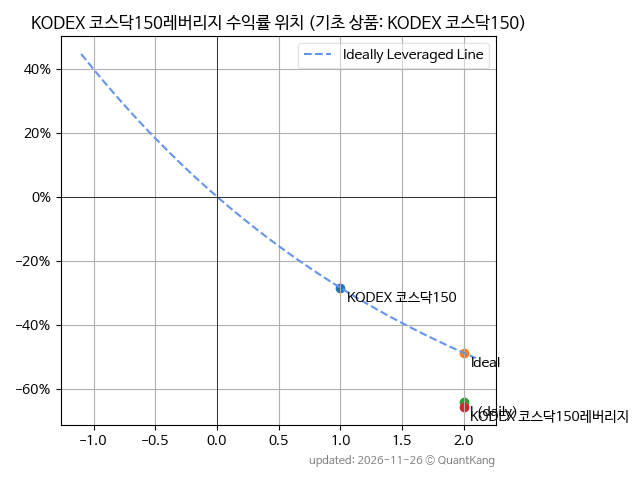 KODEX 코스닥150레버리지 수익률 위치 (기초 상품: KODEX 코스닥150)
Ideally Leveraged Line
40%
20%
0%
−20%
−40%
−60%
KODEX 코스닥150
Ideal
(daily)
KODEX 코스닥150레버리지
−1.0 −0.5 0.0 0.5 1.0 1.5 2.0
updated: 2026-11-26 © QuantKang